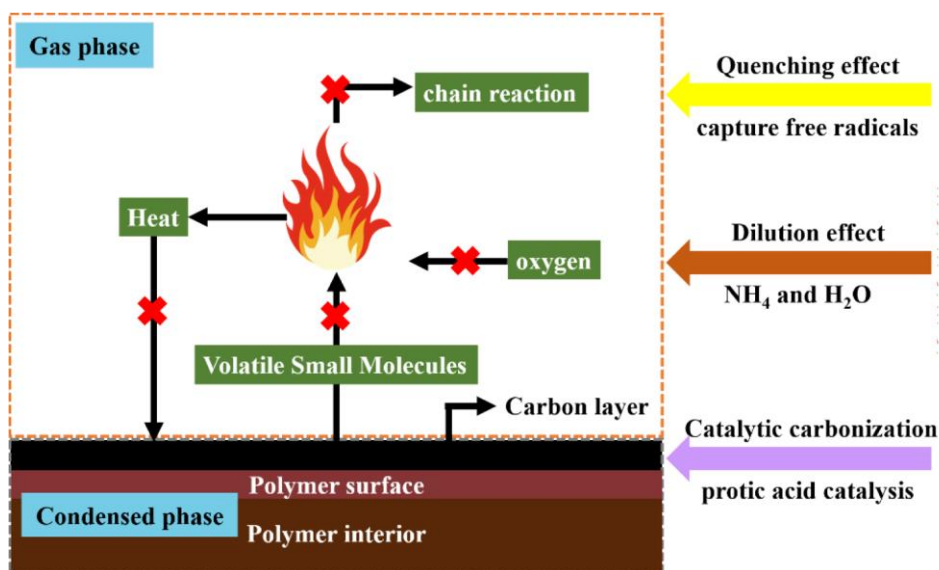 Gas phase
chain reaction
Heat
oxygen
Volatile Small Molecules
Carbon layer
Polymer surface
Condensed phase
Polymer interior
Quenching effect
capture free radicals
Dilution effect
NH₄ and H₂O
Catalytic carbonization
protic acid catalysis